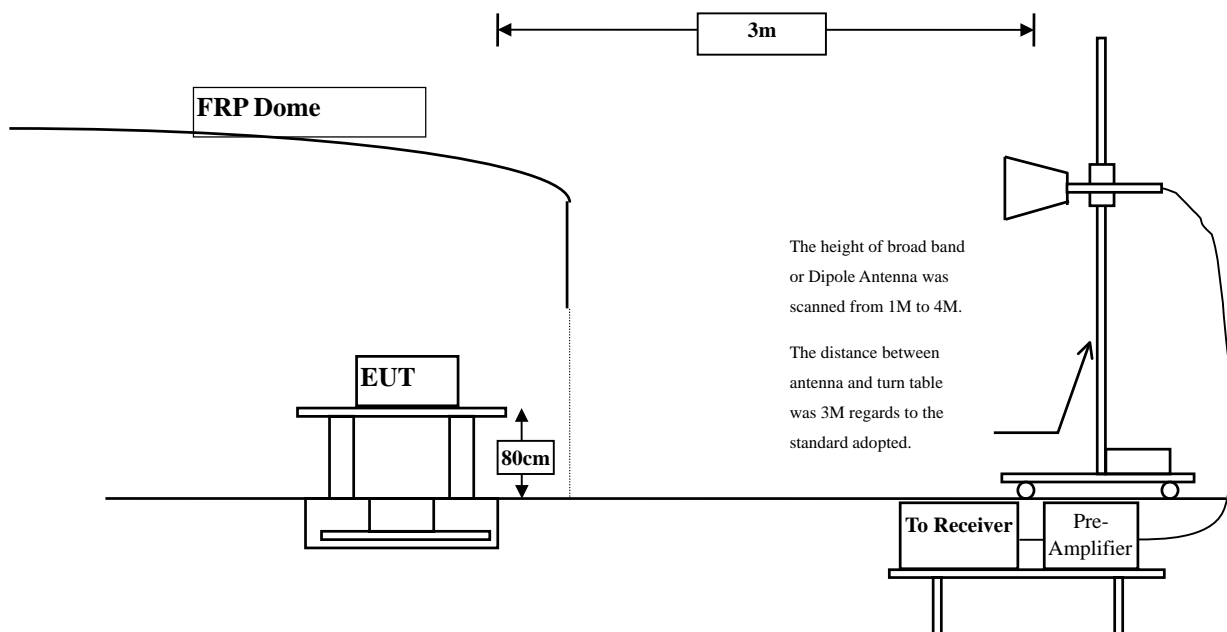 3m
FRP Dome
The height of broad band
or Dipole Antenna was
scanned from 1M to 4M.
The distance between
antenna and turn table
was 3M regards to the
standard adopted.
EUT
80cm
To Receiver
Pre-
Amplifier